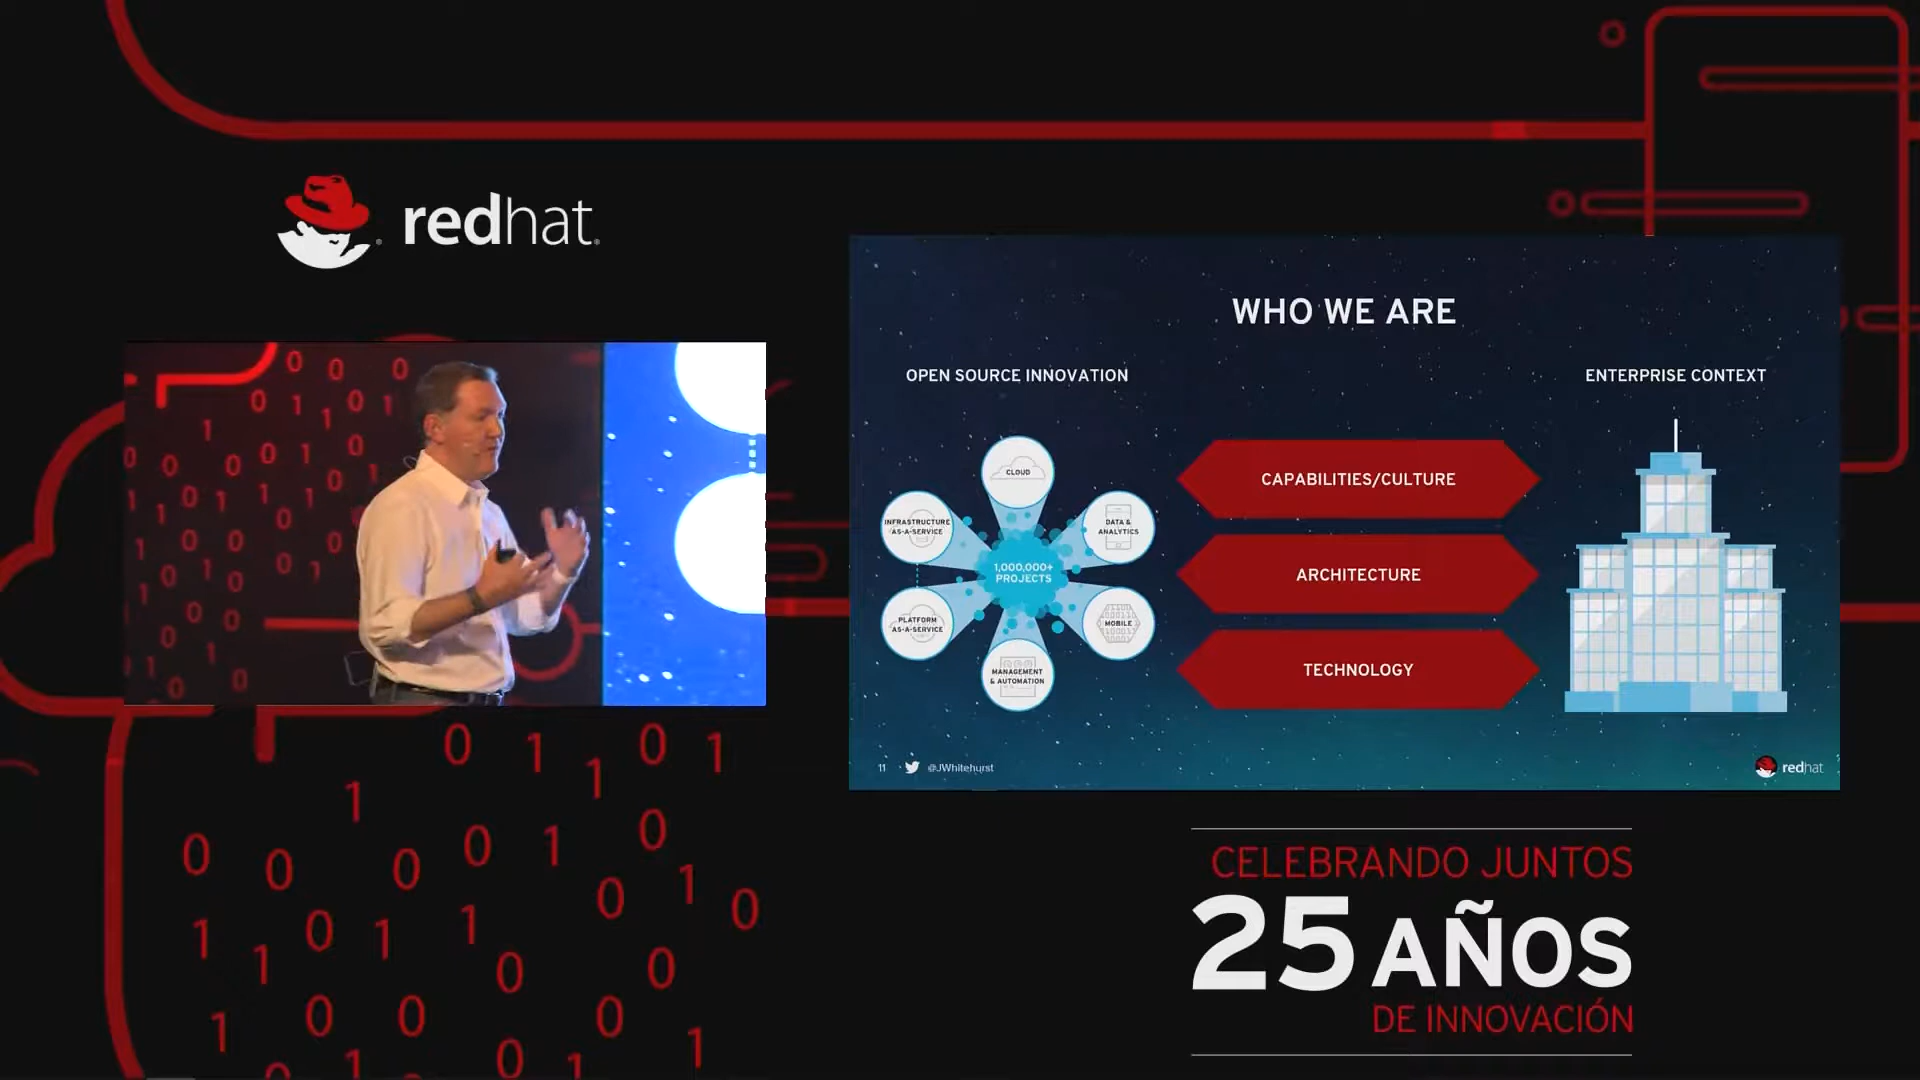 redhat.
WHO WE ARE
OPEN SOURCE INNOVATION
ENTERPRISE CONTEXT
CLOUD
INFRASTRUCTURE
AS-A-SERVICE
DATA &
ANALYTICS
1,000,000+
PROJECTS
PLATFORM
AS-A-SERVICE
MOBILE
MANAGEMENT
& AUTOMATION
CAPABILITIES/CULTURE
ARCHITECTURE
TECHNOLOGY
11 @JWhitehurst
redhat
CELEBRANDO JUNTOS
25 AÑOS
DE INNOVACIÓN